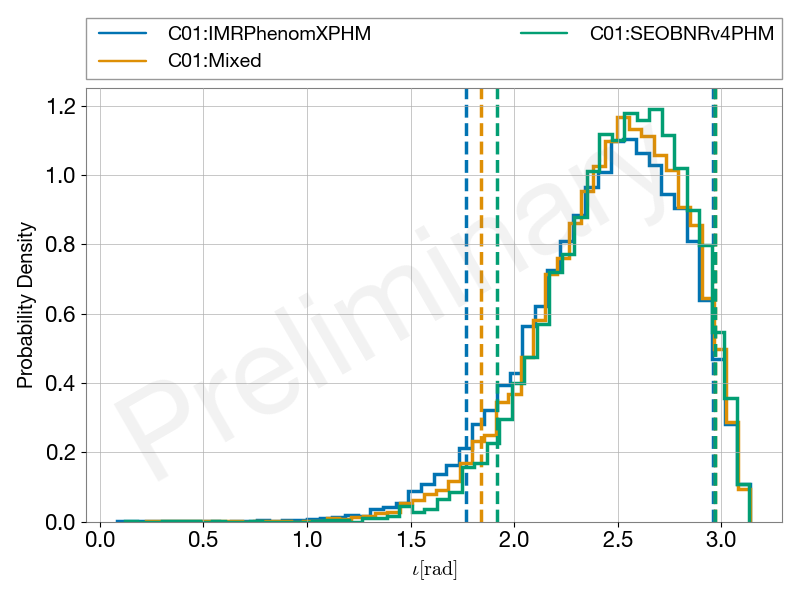 C01:IMRPhenomXPHM
C01:Mixed
C01:SEOBNRv4PHM
Preliminary
Probability Density
1.2
1.0
0.8
0.6
0.4
0.2
0.0
0.0 0.5 1.0 1.5 2.0 2.5 3.0
ι[rad]